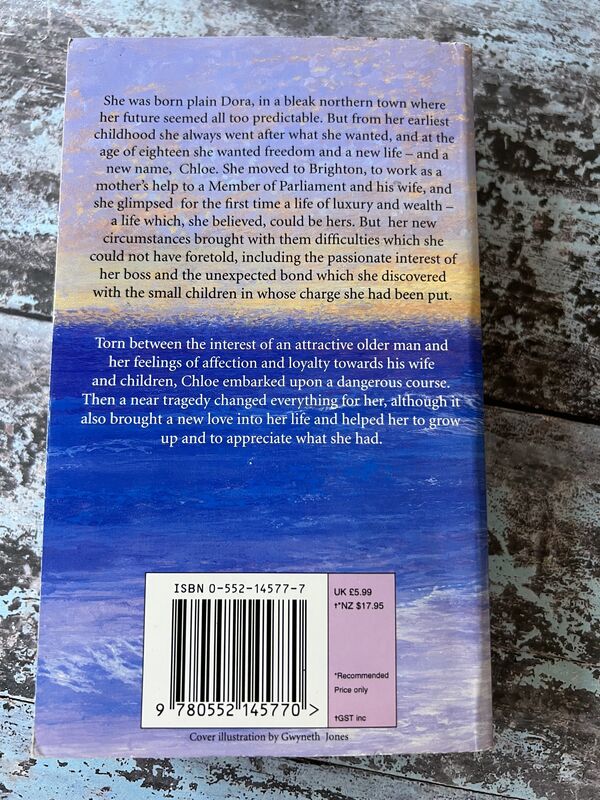 She was born plain Dora, in a bleak northern town where
her future seemed all too predictable. But from her earliest
childhood she always went after what she wanted, and at the
age of eighteen she wanted freedom and a new life – and a
new name, Chloe. She moved to Brighton, to work as a
mother's help to a Member of Parliament and his wife, and
she glimpsed for the first time a life of luxury and wealth –
a life which, she believed, could be hers. But her new
circumstances brought with them difficulties which she
could not have foretold, including the passionate interest of
her boss and the unexpected bond which she discovered
with the small children in whose charge she had been put.
Torn between the interest of an attractive older man and
her feelings of affection and loyalty towards his wife
and children, Chloe embarked upon a dangerous course.
Then a near tragedy changed everything for her, although it
also brought a new love into her life and helped her to grow
up and to appreciate what she had.
ISBN 0-552-14577-7
9 780552 145770 >
UK £5.99
†*NZ $17.95
*Recommended
Price only
†GST inc
Cover illustration by Gwyneth Jones